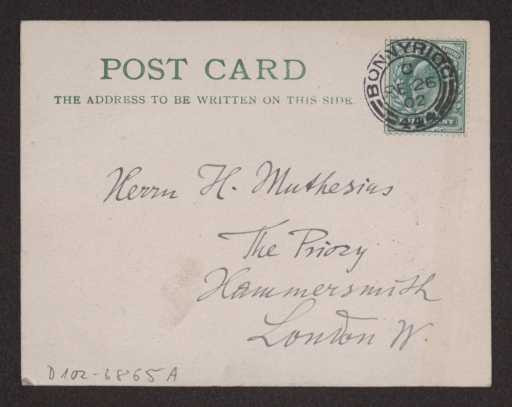 POST CARD
THE ADDRESS TO BE WRITTEN ON THIS SIDE.
BONNYRIGG
C
SE 26
02
Herrn H. Muthesius
The Priory
Hammersmith
London W.
D102-6865A